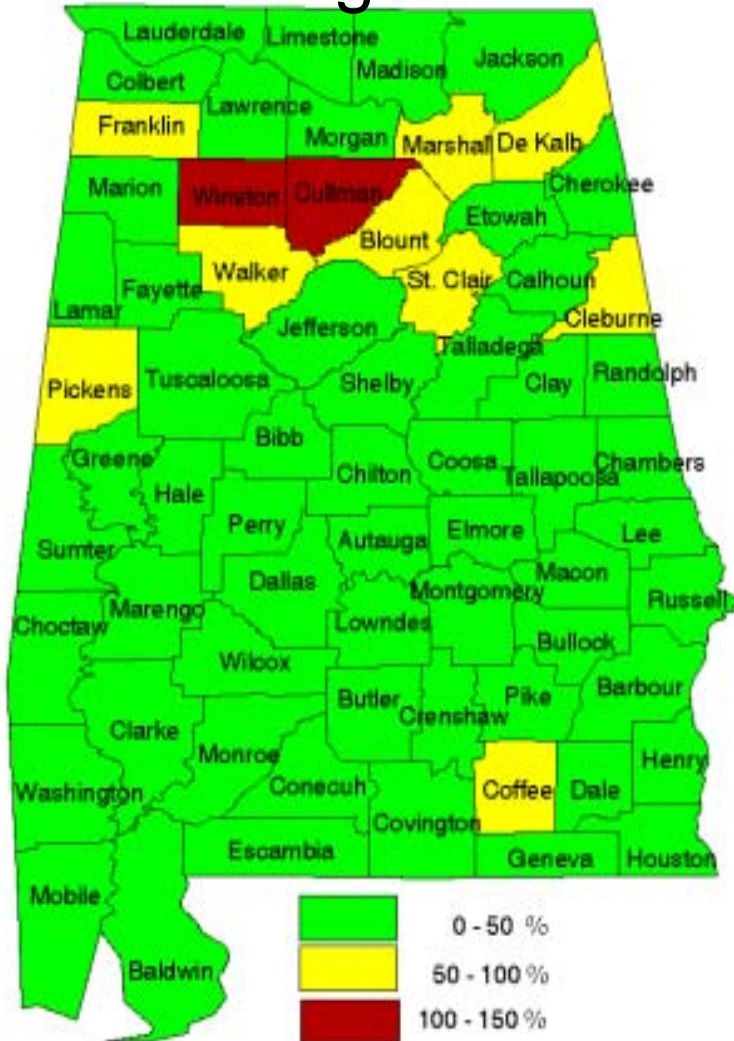 Lauderdale
Limestone
Madison
Jackson
Colbert
Lawrence
Franklin
Morgan
Marshall
De Kalb
Marion
Winston
Cullman
Cherokee
Etowah
Blount
Walker
St. Clair
Calhoun
Fayette
Lamar
Jefferson
Cleburne
Talladega
Pickens
Tuscaloosa
Shelby
Clay
Randolph
Bibb
Greene
Chilton
Coosa
Tallapoosa
Chambers
Hale
Perry
Autauga
Elmore
Lee
Sumter
Dallas
Macon
Montgomery
Russell
Marengo
Choctaw
Lowndes
Bullock
Wilcox
Butler
Pike
Barbour
Crenshaw
Clarke
Monroe
Henry
Conecuh
Washington
Coffee
Dale
Covington
Escambia
Geneva
Houston
Mobile
Baldwin
0 - 50 %
50 - 100 %
100 - 150 %